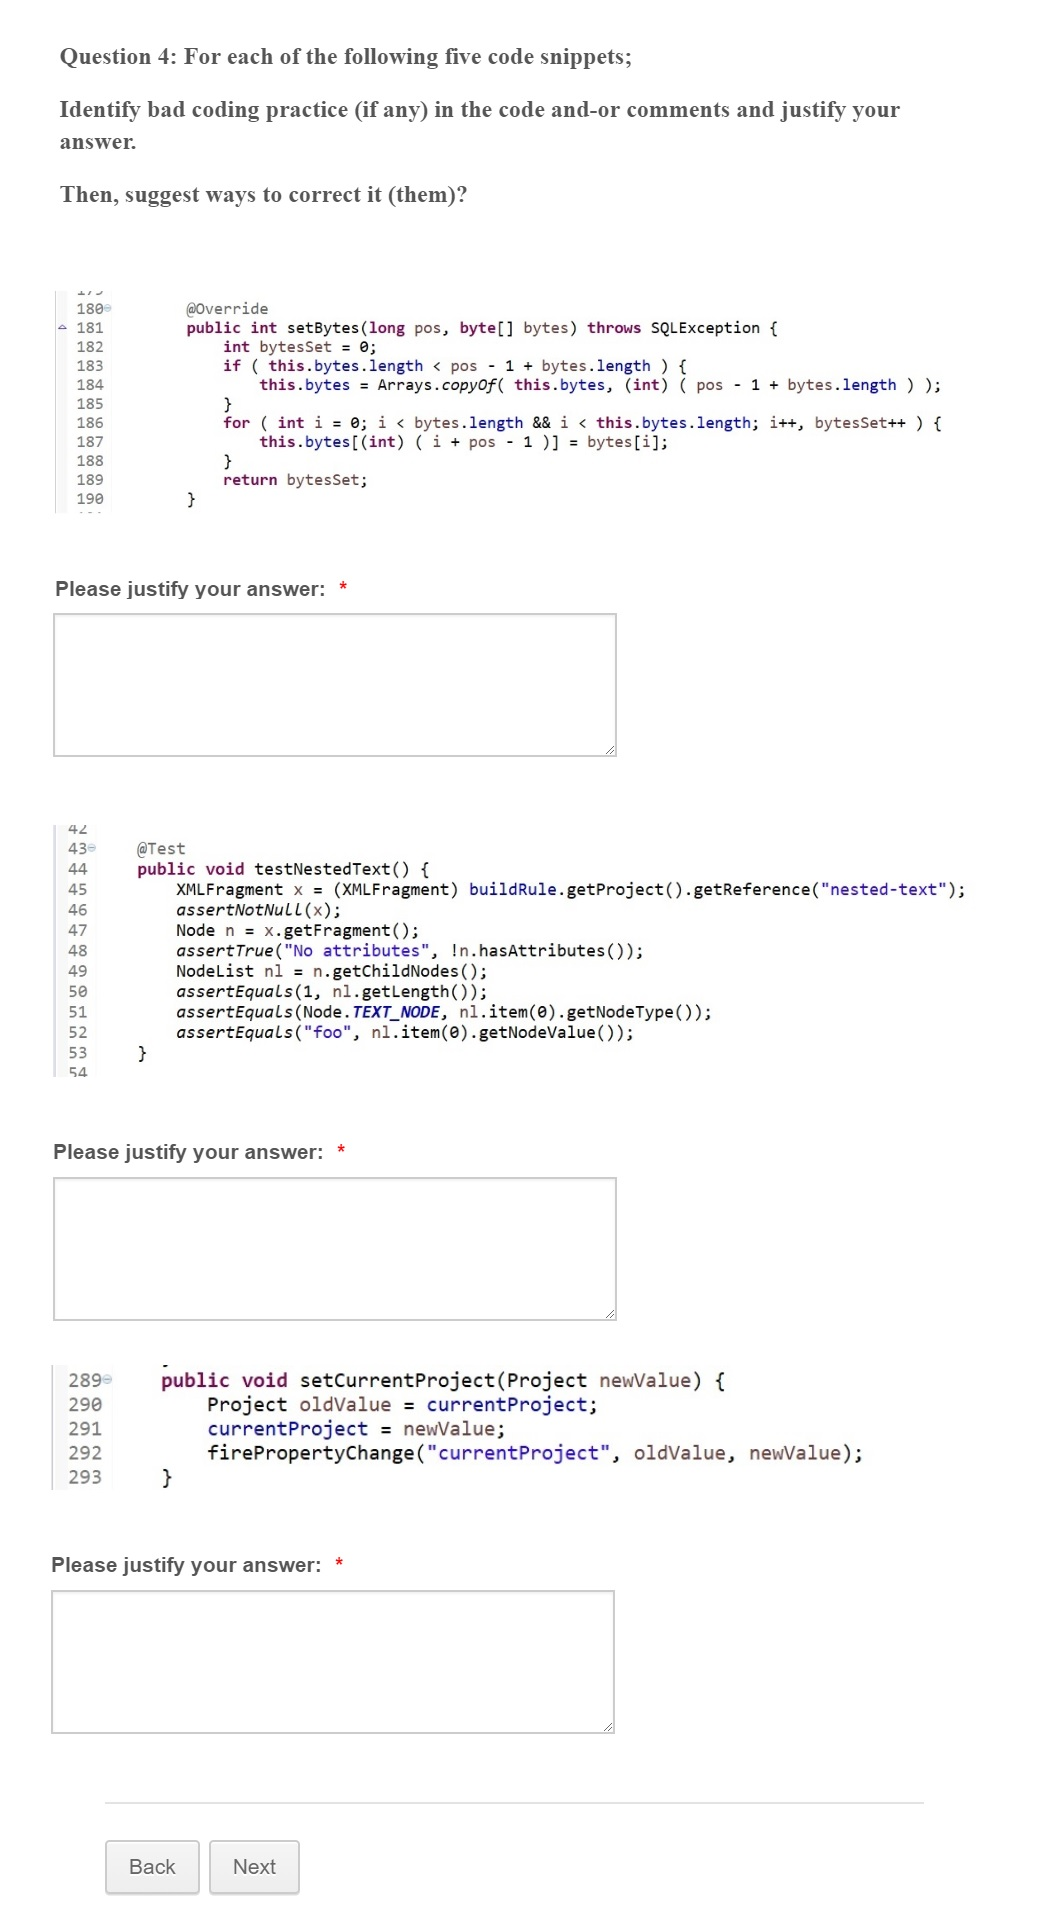 Question 4: For each of the following five code snippets;
Identify bad coding practice (if any) in the code and-or comments and justify your
answer.
Then, suggest ways to correct it (them)?
180 @Override
181 public int setBytes(long pos, byte[] bytes) throws SQLException {
182 int bytesSet = 0;
183 if ( this.bytes.length < pos - 1 + bytes.length ) {
184 this.bytes = Arrays.copyOf( this.bytes, (int) ( pos - 1 + bytes.length ) );
185 }
186 for ( int i = 0; i < bytes.length && i < this.bytes.length; i++, bytesSet++ ) {
187 this.bytes[(int) ( i + pos - 1 )] = bytes[i];
188 }
189 return bytesSet;
190 }
Please justify your answer: *
42
43 @Test
44 public void testNestedText() {
45 XMLFragment x = (XMLFragment) buildRule.getProject().getReference("nested-text");
46 assertNotNull(x);
47 Node n = x.getFragment();
48 assertTrue("No attributes", !n.hasAttributes());
49 NodeList nl = n.getChildNodes();
50 assertEquals(1, nl.getLength());
51 assertEquals(Node.TEXT_NODE, nl.item(0).getNodeType());
52 assertEquals("foo", nl.item(0).getNodeValue());
53 }
54
Please justify your answer: *
289 public void setCurrentProject(Project newValue) {
290 Project oldValue = currentProject;
291 currentProject = newValue;
292 firePropertyChange("currentProject", oldValue, newValue);
293 }
Please justify your answer: *
Back Next